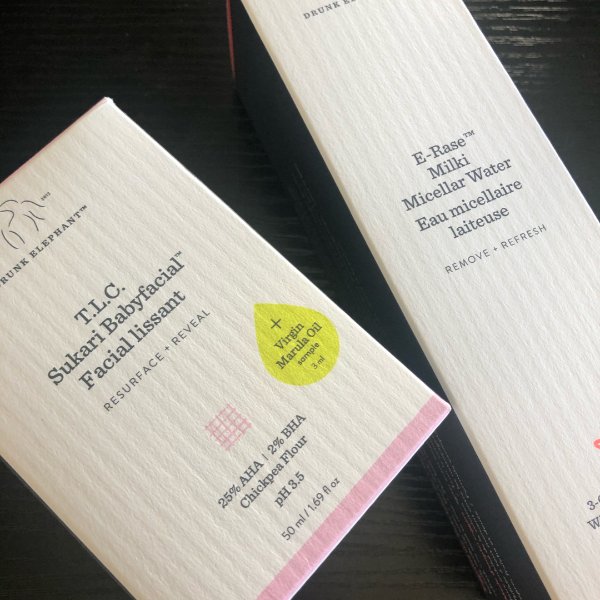 DRUNK ELEPHANT™
T.L.C.
Sukari Babyfacial™
Facial lissant
RESURFACE + REVEAL
+
Virgin
Marula Oil
sample
3 ml
25% AHA | 2% BHA
Chickpea Flour
pH 3.5
50 ml / 1.69 fl oz
DRUNK
E-Rase™
Milki
Micellar Water
Eau micellaire
laiteuse
REMOVE + REFRESH